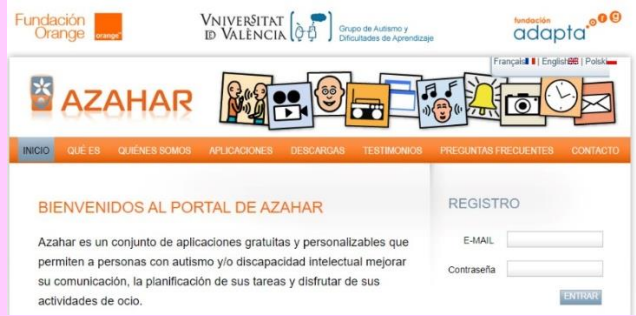 Fundación
Orange
orange™
VNIVERSITAT
ID VALÈNCIA
Grupo de Autismo y
Dificultades de Aprendizaje
fundación
adapta.org
Français | English | Polski
AZAHAR
INICIO QUÉ ES QUIÉNES SOMOS APLICACIONES DESCARGAS TESTIMONIOS PREGUNTAS FRECUENTES CONTACTO
BIENVENIDOS AL PORTAL DE AZAHAR
Azahar es un conjunto de aplicaciones gratuitas y personalizables que
permiten a personas con autismo y/o discapacidad intelectual mejorar
su comunicación, la planificación de sus tareas y disfrutar de sus
actividades de ocio.
REGISTRO
E-MAIL
Contraseña
ENTRAR